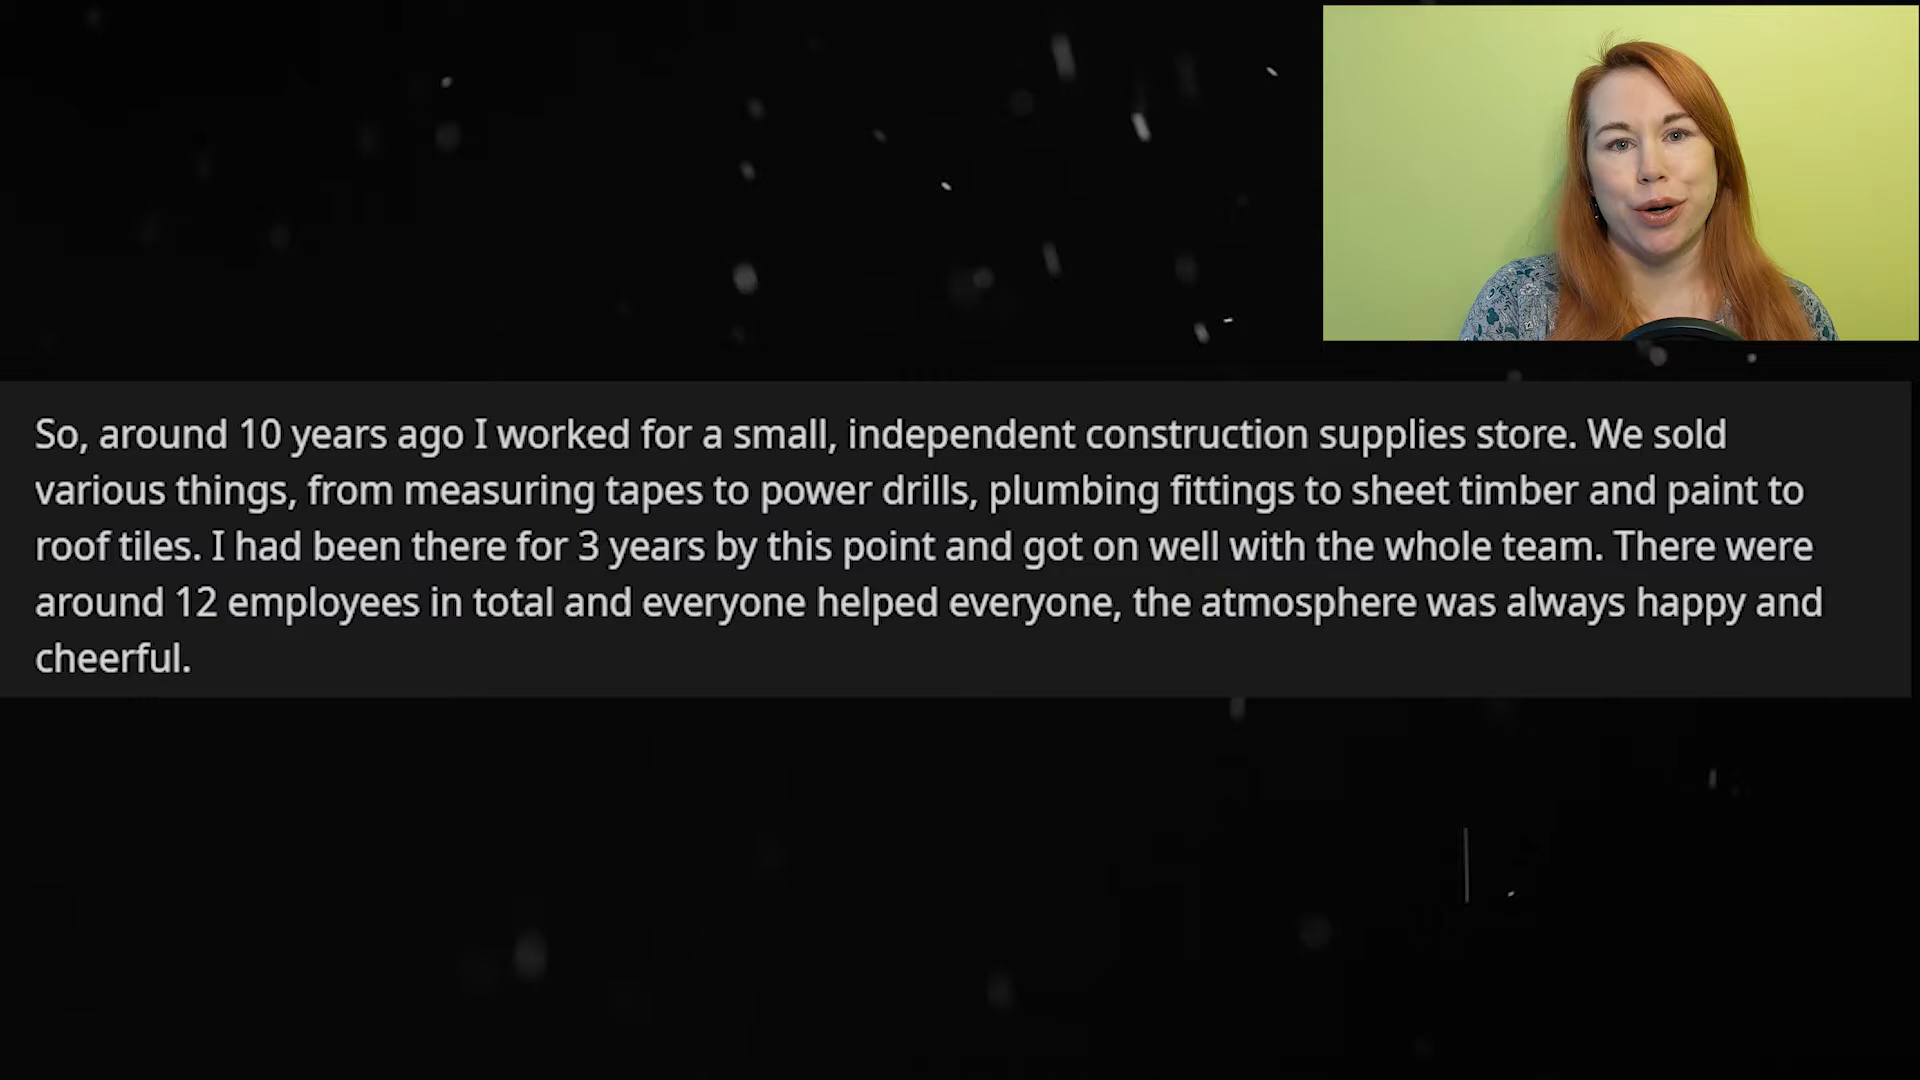 So, around 10 years ago I worked for a small, independent construction supplies store. We sold
various things, from measuring tapes to power drills, plumbing fittings to sheet timber and paint to
roof tiles. I had been there for 3 years by this point and got on well with the whole team. There were
around 12 employees in total and everyone helped everyone, the atmosphere was always happy and
cheerful.